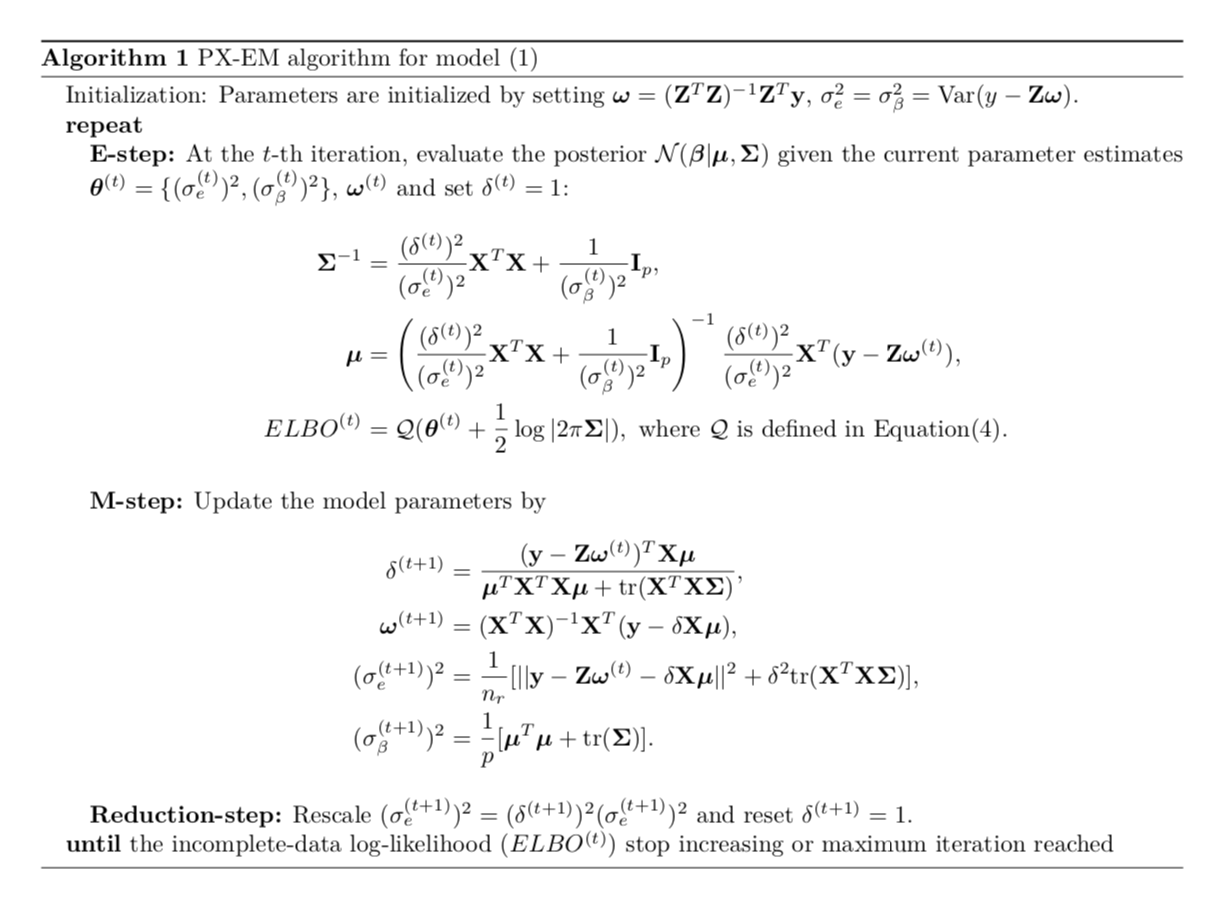 Algorithm 1 PX-EM algorithm for model (1)
Initialization: Parameters are initialized by setting $\boldsymbol{\omega} = (\mathbf{Z}^T\mathbf{Z})^{-1}\mathbf{Z}^T\mathbf{y}$, $\sigma_e^2 = \sigma_\beta^2 = \mathrm{Var}(y - \mathbf{Z}\boldsymbol{\omega})$.
repeat
E-step: At the $t$-th iteration, evaluate the posterior $\mathcal{N}(\boldsymbol{\beta}|\boldsymbol{\mu}, \boldsymbol{\Sigma})$ given the current parameter estimates
$\boldsymbol{\theta}^{(t)} = \{(\sigma_e^{(t)})^2, (\sigma_\beta^{(t)})^2\}$, $\boldsymbol{\omega}^{(t)}$ and set $\delta^{(t)} = 1$:
$\boldsymbol{\Sigma}^{-1} = \frac{(\delta^{(t)})^2}{(\sigma_e^{(t)})^2}\mathbf{X}^T\mathbf{X} + \frac{1}{(\sigma_\beta^{(t)})^2}\mathbf{I}_p,$
$\boldsymbol{\mu} = \left(\frac{(\delta^{(t)})^2}{(\sigma_e^{(t)})^2}\mathbf{X}^T\mathbf{X} + \frac{1}{(\sigma_\beta^{(t)})^2}\mathbf{I}_p\right)^{-1} \frac{(\delta^{(t)})^2}{(\sigma_e^{(t)})^2}\mathbf{X}^T(\mathbf{y} - \mathbf{Z}\boldsymbol{\omega}^{(t)}),$
$ELBO^{(t)} = \mathcal{Q}(\boldsymbol{\theta}^{(t)} + \frac{1}{2}\log|2\pi\boldsymbol{\Sigma}|),$ where $\mathcal{Q}$ is defined in Equation(4).
M-step: Update the model parameters by
$\delta^{(t+1)} = \frac{(\mathbf{y} - \mathbf{Z}\boldsymbol{\omega}^{(t)})^T\mathbf{X}\boldsymbol{\mu}}{\boldsymbol{\mu}^T\mathbf{X}^T\mathbf{X}\boldsymbol{\mu} + \mathrm{tr}(\mathbf{X}^T\mathbf{X}\boldsymbol{\Sigma})},$
$\boldsymbol{\omega}^{(t+1)} = (\mathbf{X}^T\mathbf{X})^{-1}\mathbf{X}^T(\mathbf{y} - \delta\mathbf{X}\boldsymbol{\mu}),$
$(\sigma_e^{(t+1)})^2 = \frac{1}{n_r}[||\mathbf{y} - \mathbf{Z}\boldsymbol{\omega}^{(t)} - \delta\mathbf{X}\boldsymbol{\mu}||^2 + \delta^2\mathrm{tr}(\mathbf{X}^T\mathbf{X}\boldsymbol{\Sigma})],$
$(\sigma_\beta^{(t+1)})^2 = \frac{1}{p}[\boldsymbol{\mu}^T\boldsymbol{\mu} + \mathrm{tr}(\boldsymbol{\Sigma})].$
Reduction-step: Rescale $(\sigma_e^{(t+1)})^2 = (\delta^{(t+1)})^2(\sigma_e^{(t+1)})^2$ and reset $\delta^{(t+1)} = 1$.
until the incomplete-data log-likelihood ($ELBO^{(t)}$) stop increasing or maximum iteration reached